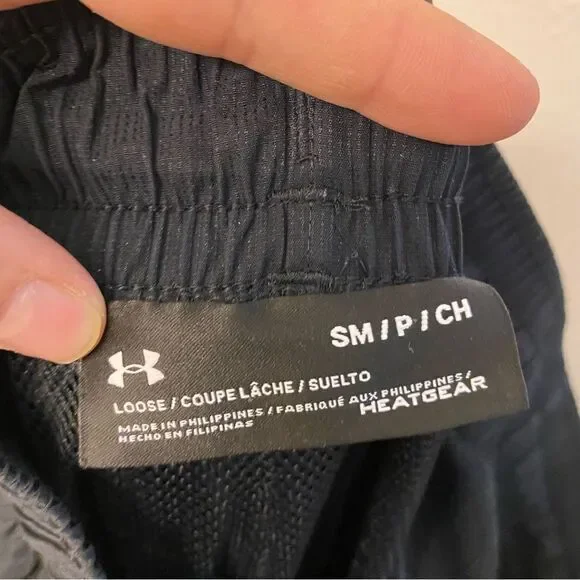 SM / P / CH
LOOSE / COUPE LÂCHE / SUELTO
MADE IN PHILIPPINES / FABRIQUÉ AUX PHILIPPINES /
HECHO EN FILIPINAS
HEATGEAR